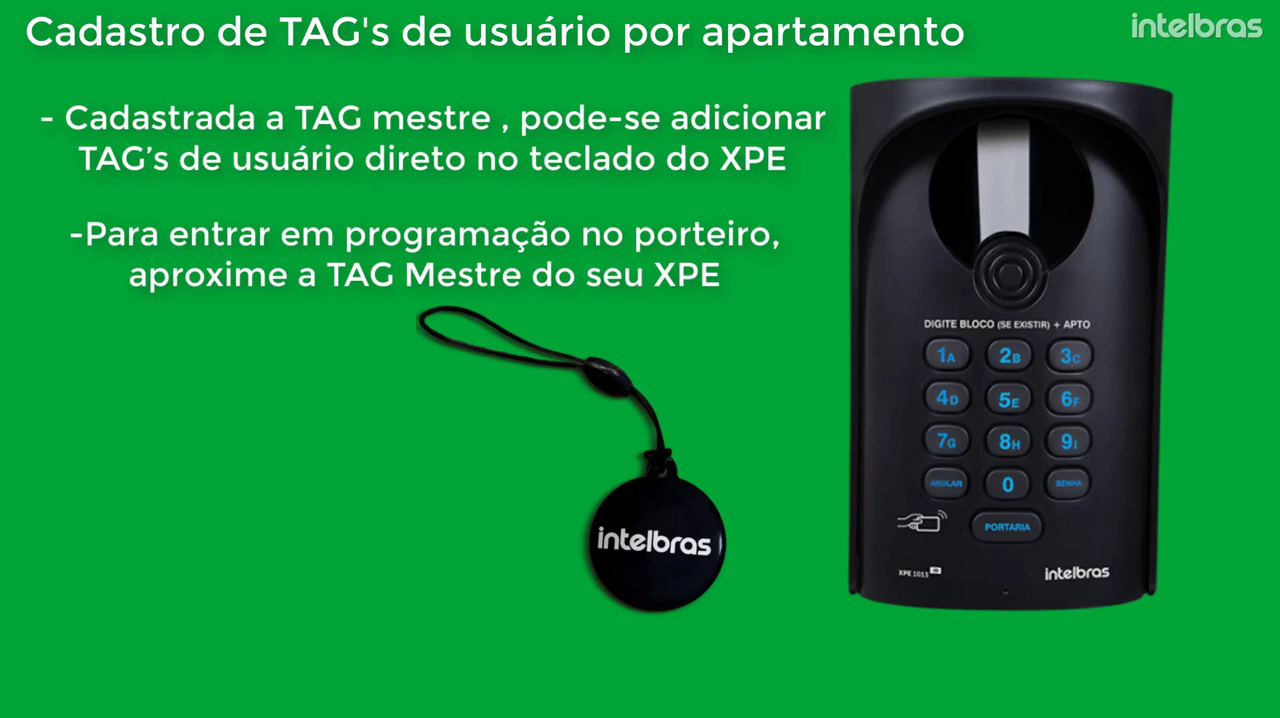 Cadastro de TAG's de usuário por apartamento
intelbras
- Cadastrada a TAG mestre , pode-se adicionar
TAG’s de usuário direto no teclado do XPE
-Para entrar em programação no porteiro,
aproxime a TAG Mestre do seu XPE
intelbras
DIGITE BLOCO (SE EXISTIR) + APTO
1A 2B 3C
4D 5E 6F
7G 8H 9I
ANULAR 0 SENHA
PORTARIA
XPE 1013
intelbras